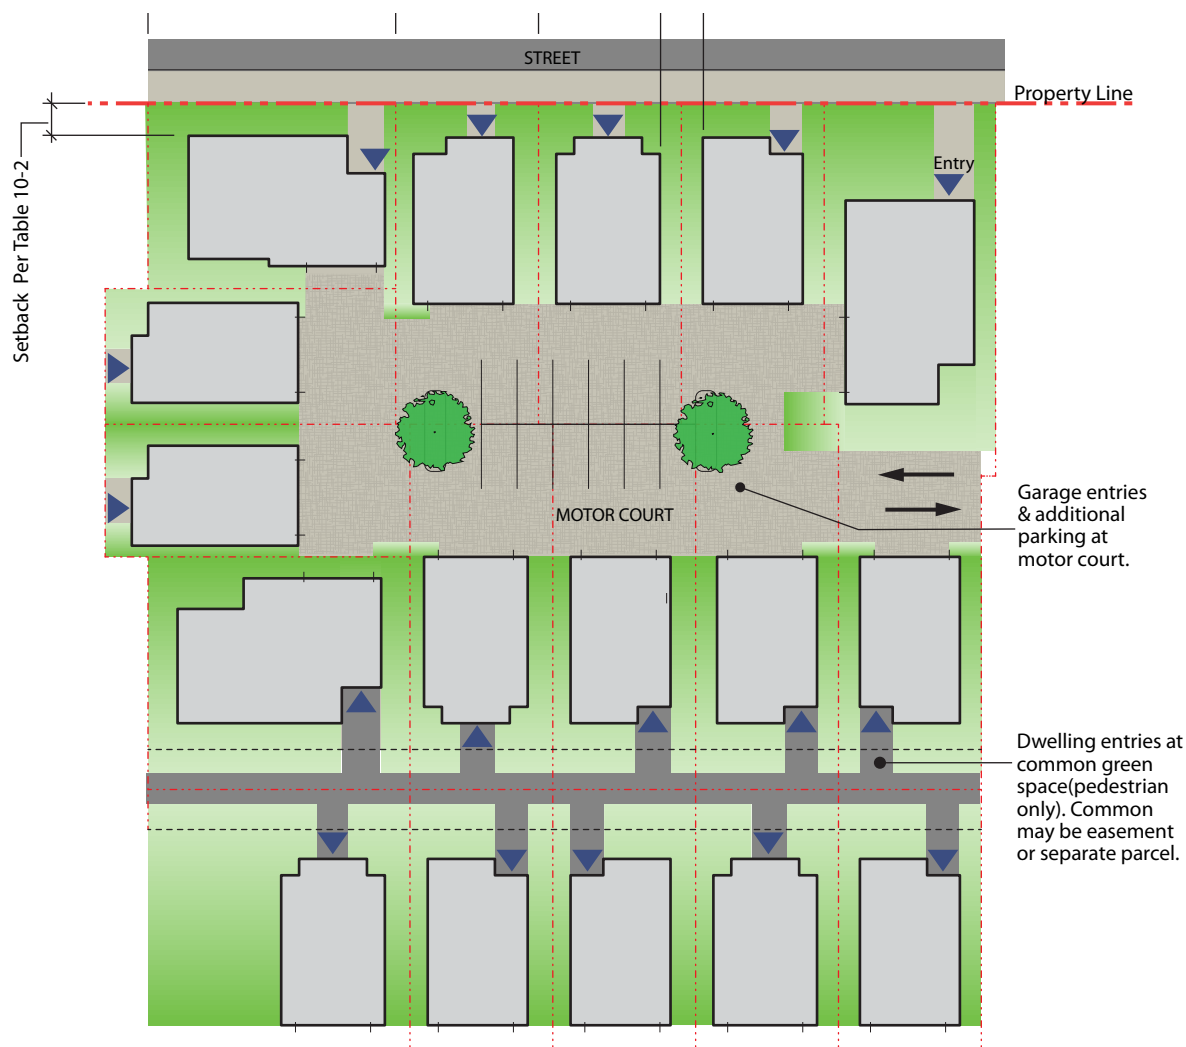 STREET
Property Line
Setback Per Table 10-2
Entry
MOTOR COURT
Garage entries
& additional
parking at
motor court.
Dwelling entries at
common green
space(pedestrian
only). Common
may be easement
or separate parcel.